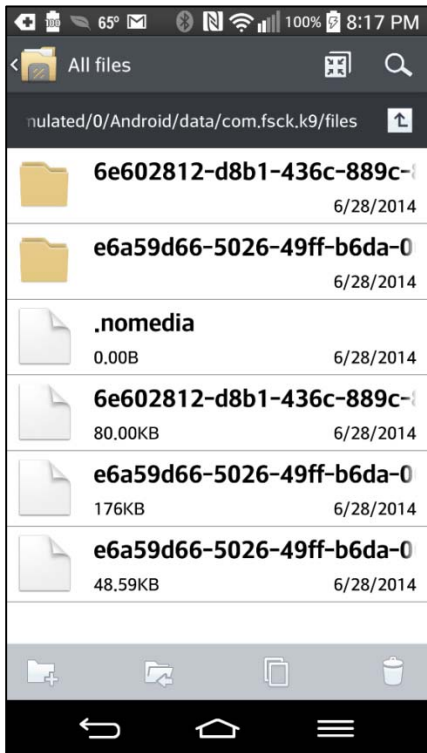 100 65° 100% 8:17 PM
All files
nulated/0/Android/data/com.fsck.k9/files
6e602812-d8b1-436c-889c-
6/28/2014
e6a59d66-5026-49ff-b6da-0
6/28/2014
.nomedia
0.00B 6/28/2014
6e602812-d8b1-436c-889c-
80.00KB 6/28/2014
e6a59d66-5026-49ff-b6da-0
176KB 6/28/2014
e6a59d66-5026-49ff-b6da-0
48.59KB 6/28/2014